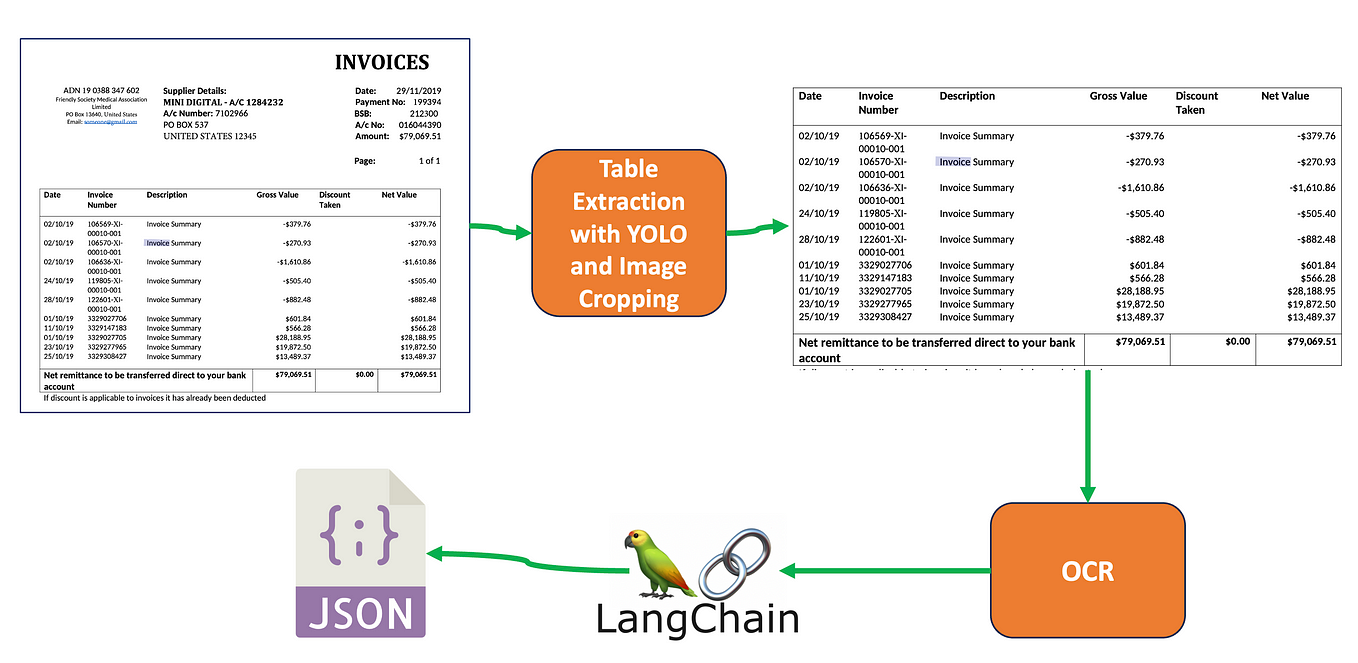 INVOICES
ADN 19 0388 347 602
Friendly Society Medical Association
Limited
PO Box 13640, United States
Email: someone@gmail.com
Supplier Details:
MINI DIGITAL - A/C 1284232
A/c Number: 7102966
PO BOX 537
UNITED STATES 12345
Date: 29/11/2019
Payment No: 199394
BSB: 212300
A/c No: 016044390
Amount: $79,069.51
Page: 1 of 1
Date Invoice Description Gross Value Discount Net Value
Number Taken
02/10/19 106569-XI- Invoice Summary -$379.76 -$379.76
00010-001
02/10/19 106570-XI- Invoice Summary -$270.93 -$270.93
00010-001
02/10/19 106636-XI- Invoice Summary -$1,610.86 -$1,610.86
00010-001
24/10/19 119805-XI- Invoice Summary -$505.40 -$505.40
00010-001
28/10/19 122601-XI- Invoice Summary -$882.48 -$882.48
00010-001
01/10/19 3329027706 Invoice Summary $601.84 $601.84
11/10/19 3329147183 Invoice Summary $566.28 $566.28
01/10/19 3329027705 Invoice Summary $28,188.95 $28,188.95
23/10/19 3329277965 Invoice Summary $19,872.50 $19,872.50
25/10/19 3329308427 Invoice Summary $13,489.37 $13,489.37
Net remittance to be transferred direct to your bank $79,069.51 $0.00 $79,069.51
account
If discount is applicable to invoices it has already been deducted
Table
Extraction
with YOLO
and Image
Cropping
Date Invoice Description Gross Value Discount Net Value
Number Taken
02/10/19 106569-XI- Invoice Summary -$379.76 -$379.76
00010-001
02/10/19 106570-XI- Invoice Summary -$270.93 -$270.93
00010-001
02/10/19 106636-XI- Invoice Summary -$1,610.86 -$1,610.86
00010-001
24/10/19 119805-XI- Invoice Summary -$505.40 -$505.40
00010-001
28/10/19 122601-XI- Invoice Summary -$882.48 -$882.48
00010-001
01/10/19 3329027706 Invoice Summary $601.84 $601.84
11/10/19 3329147183 Invoice Summary $566.28 $566.28
01/10/19 3329027705 Invoice Summary $28,188.95 $28,188.95
23/10/19 3329277965 Invoice Summary $19,872.50 $19,872.50
25/10/19 3329308427 Invoice Summary $13,489.37 $13,489.37
Net remittance to be transferred direct to your bank $79,069.51 $0.00 $79,069.51
account
OCR
LangChain
{;}
JSON